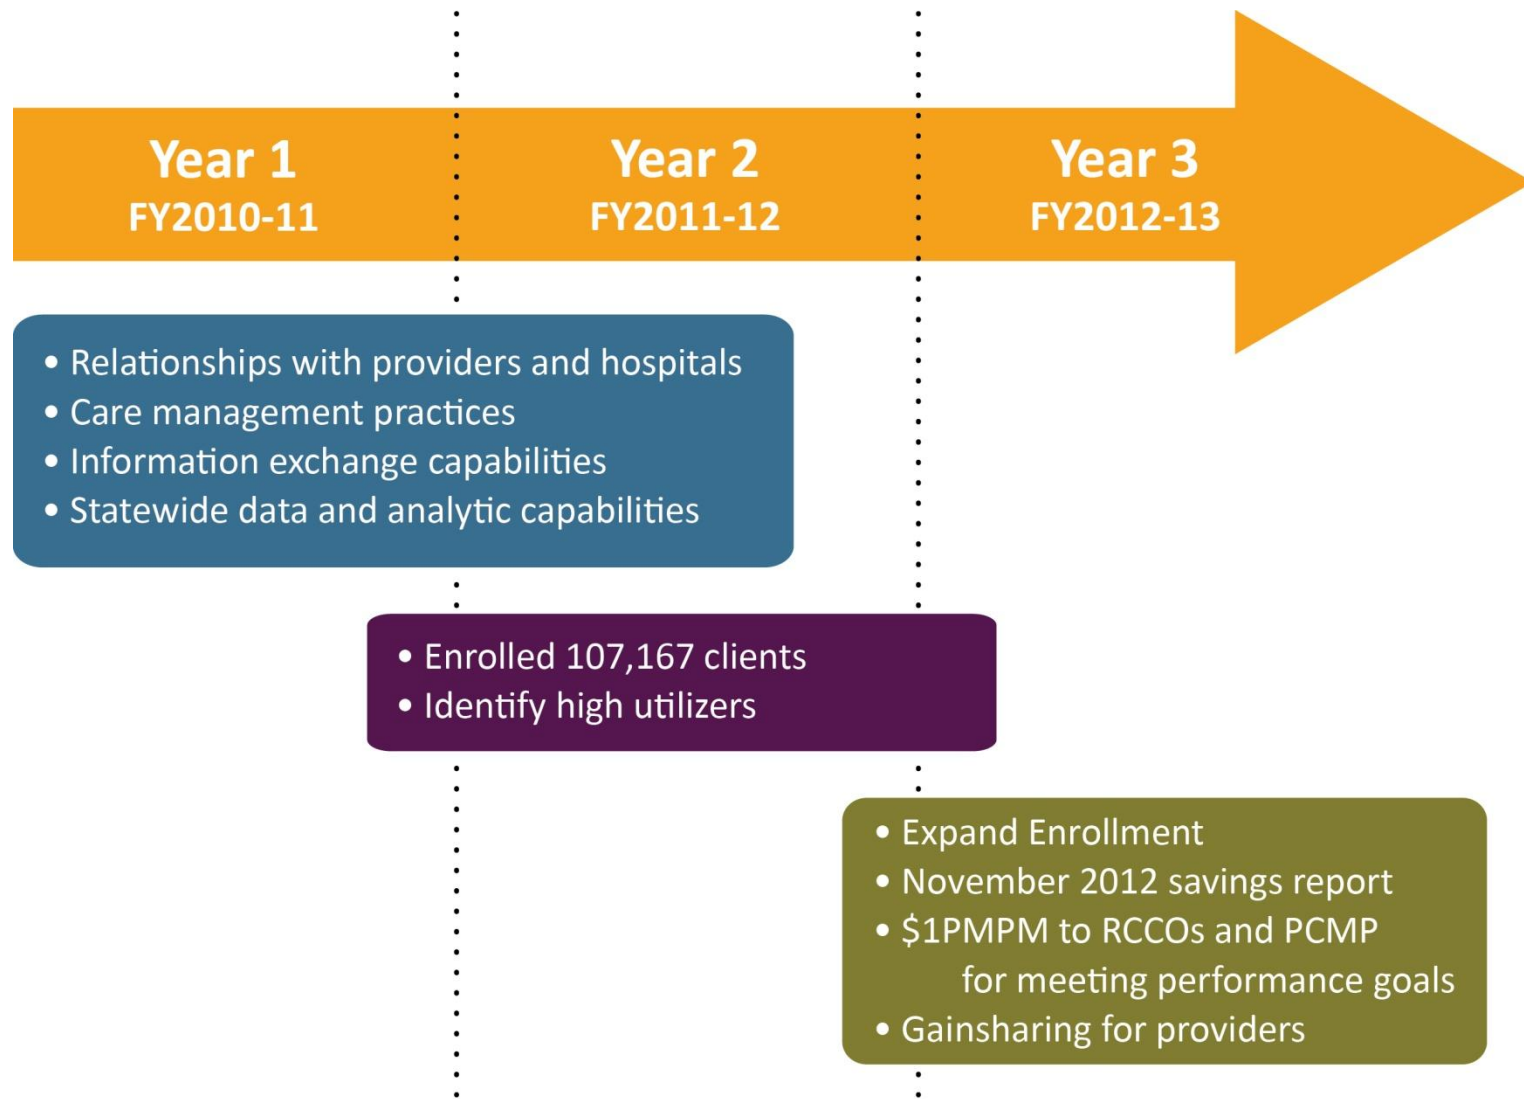 Year 1
FY2010-11
Year 2
FY2011-12
Year 3
FY2012-13
• Relationships with providers and hospitals
• Care management practices
• Information exchange capabilities
• Statewide data and analytic capabilities
• Enrolled 107,167 clients
• Identify high utilizers
• Expand Enrollment
• November 2012 savings report
• $1PMPM to RCCOs and PCMP
for meeting performance goals
• Gainsharing for providers